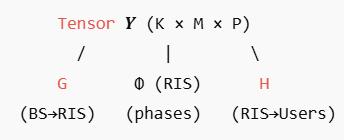 Tensor Y (K × M × P)
/ | \
G Φ (RIS) H
(BS→RIS) (phases) (RIS→Users)